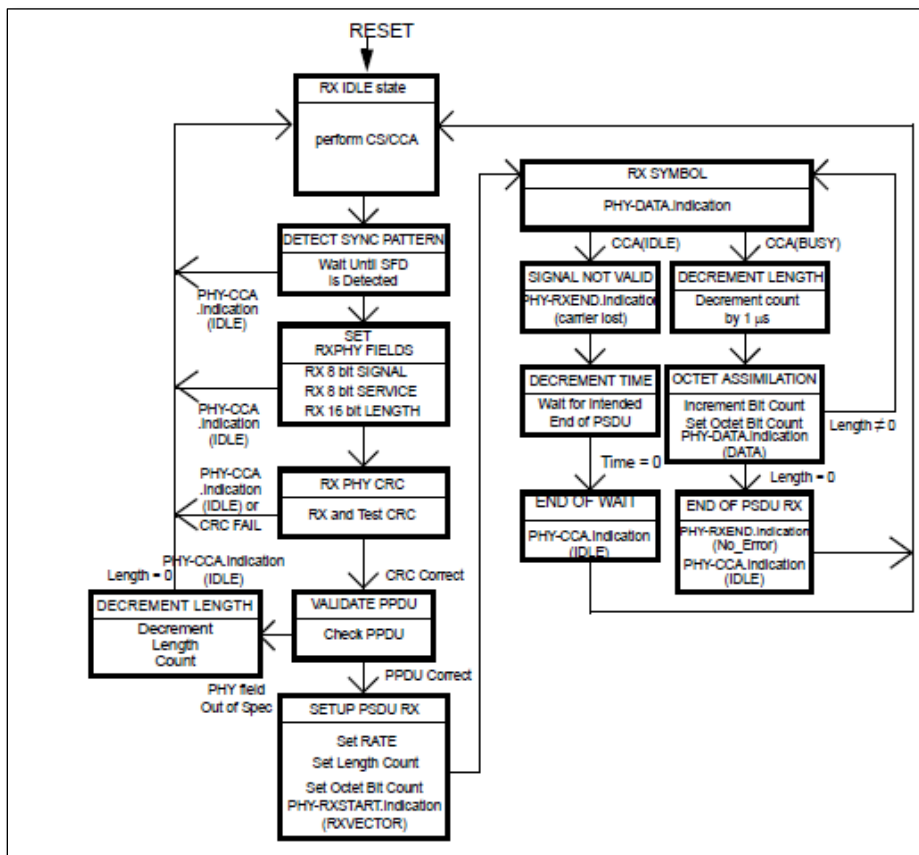 RESET
RX IDLE state
perform CS/CCA
DETECT SYNC PATTERN
Wait Until SFD
is Detected
PHY-CCA
.Indication
(IDLE)
SET
RXPHY FIELDS
RX 8 bit SIGNAL
RX 8 bit SERVICE
RX 16 bit LENGTH
PHY-CCA
.Indication
(IDLE)
PHY-CCA
.Indication
(IDLE) or
CRC FAIL
RX PHY CRC
RX and Test CRC
PHY-CCA.Indication
(IDLE)
Length = 0
CRC Correct
DECREMENT LENGTH
Decrement
Length
Count
VALIDATE PPDU
Check PPDU
PHY field
Out of Spec
PPDU Correct
SETUP PSDU RX
Set RATE
Set Length Count
Set Octet Bit Count
PHY-RXSTART.Indication
(RXVECTOR)
RX SYMBOL
PHY-DATA.Indication
CCA(IDLE)
CCA(BUSY)
SIGNAL NOT VALID
PHY-RXEND.Indication
(carrier lost)
DECREMENT LENGTH
Decrement count
by 1 µs
DECREMENT TIME
Wait for Intended
End of PSDU
OCTET ASSIMILATION
Increment Bit Count
Set Octet Bit Count
PHY-DATA.Indication
(DATA)
Length ≠ 0
Time = 0
Length = 0
END OF WAIT
PHY-CCA.Indication
(IDLE)
END OF PSDU RX
PHY-RXEND.Indication
(No_Error)
PHY-CCA.Indication
(IDLE)